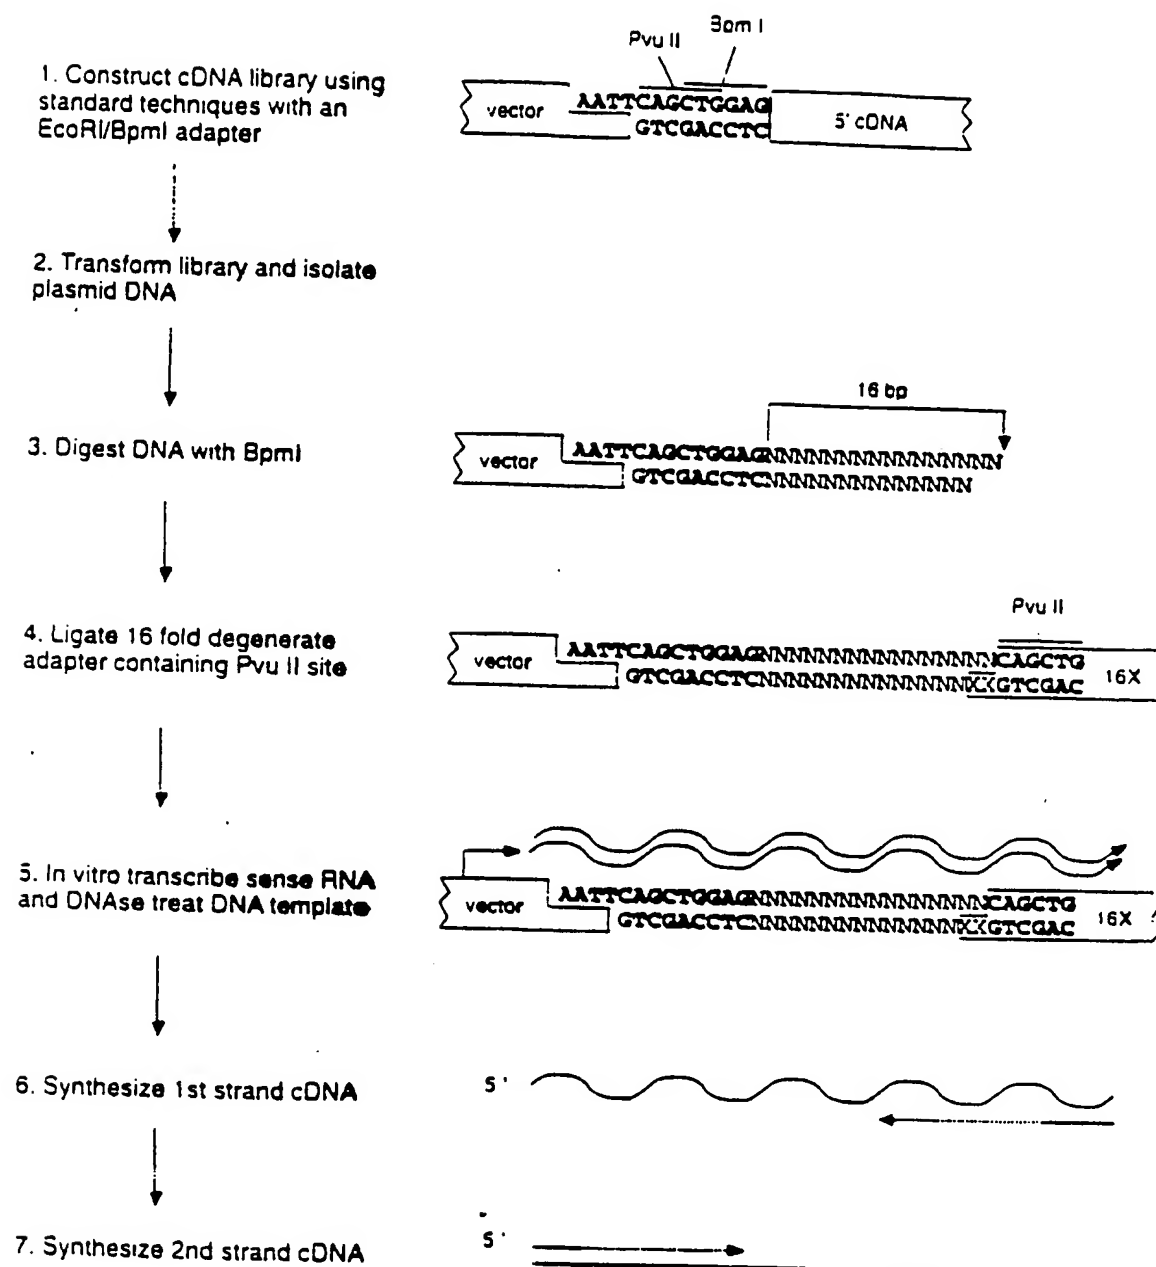 Pvu II
Bpm I
1. Construct cDNA library using
standard techniques with an
EcoRI/BpmI adapter
vector
AATTCAGCTGGAG
GTCGACCTC
5' cDNA
2. Transform library and isolate
plasmid DNA
16 bp
3. Digest DNA with BpmI
vector
AATTCAGCTGGAGNNNNNNNNNNNNNNNN
GTCGACCTCNNNNNNNNNNNNNN
Pvu II
4. Ligate 16 fold degenerate
adapter containing Pvu II site
vector
AATTCAGCTGGAGNNNNNNNNNNNNNNNNCAGCTG
GTCGACCTCNNNNNNNNNNNNNNXXGTCGAC
16X
5. In vitro transcribe sense RNA
and DNAse treat DNA template
vector
AATTCAGCTGGAGNNNNNNNNNNNNNNNNCAGCTG
GTCGACCTCNNNNNNNNNNNNNNXXGTCGAC
16X
6. Synthesize 1st strand cDNA
5'
7. Synthesize 2nd strand cDNA
5'